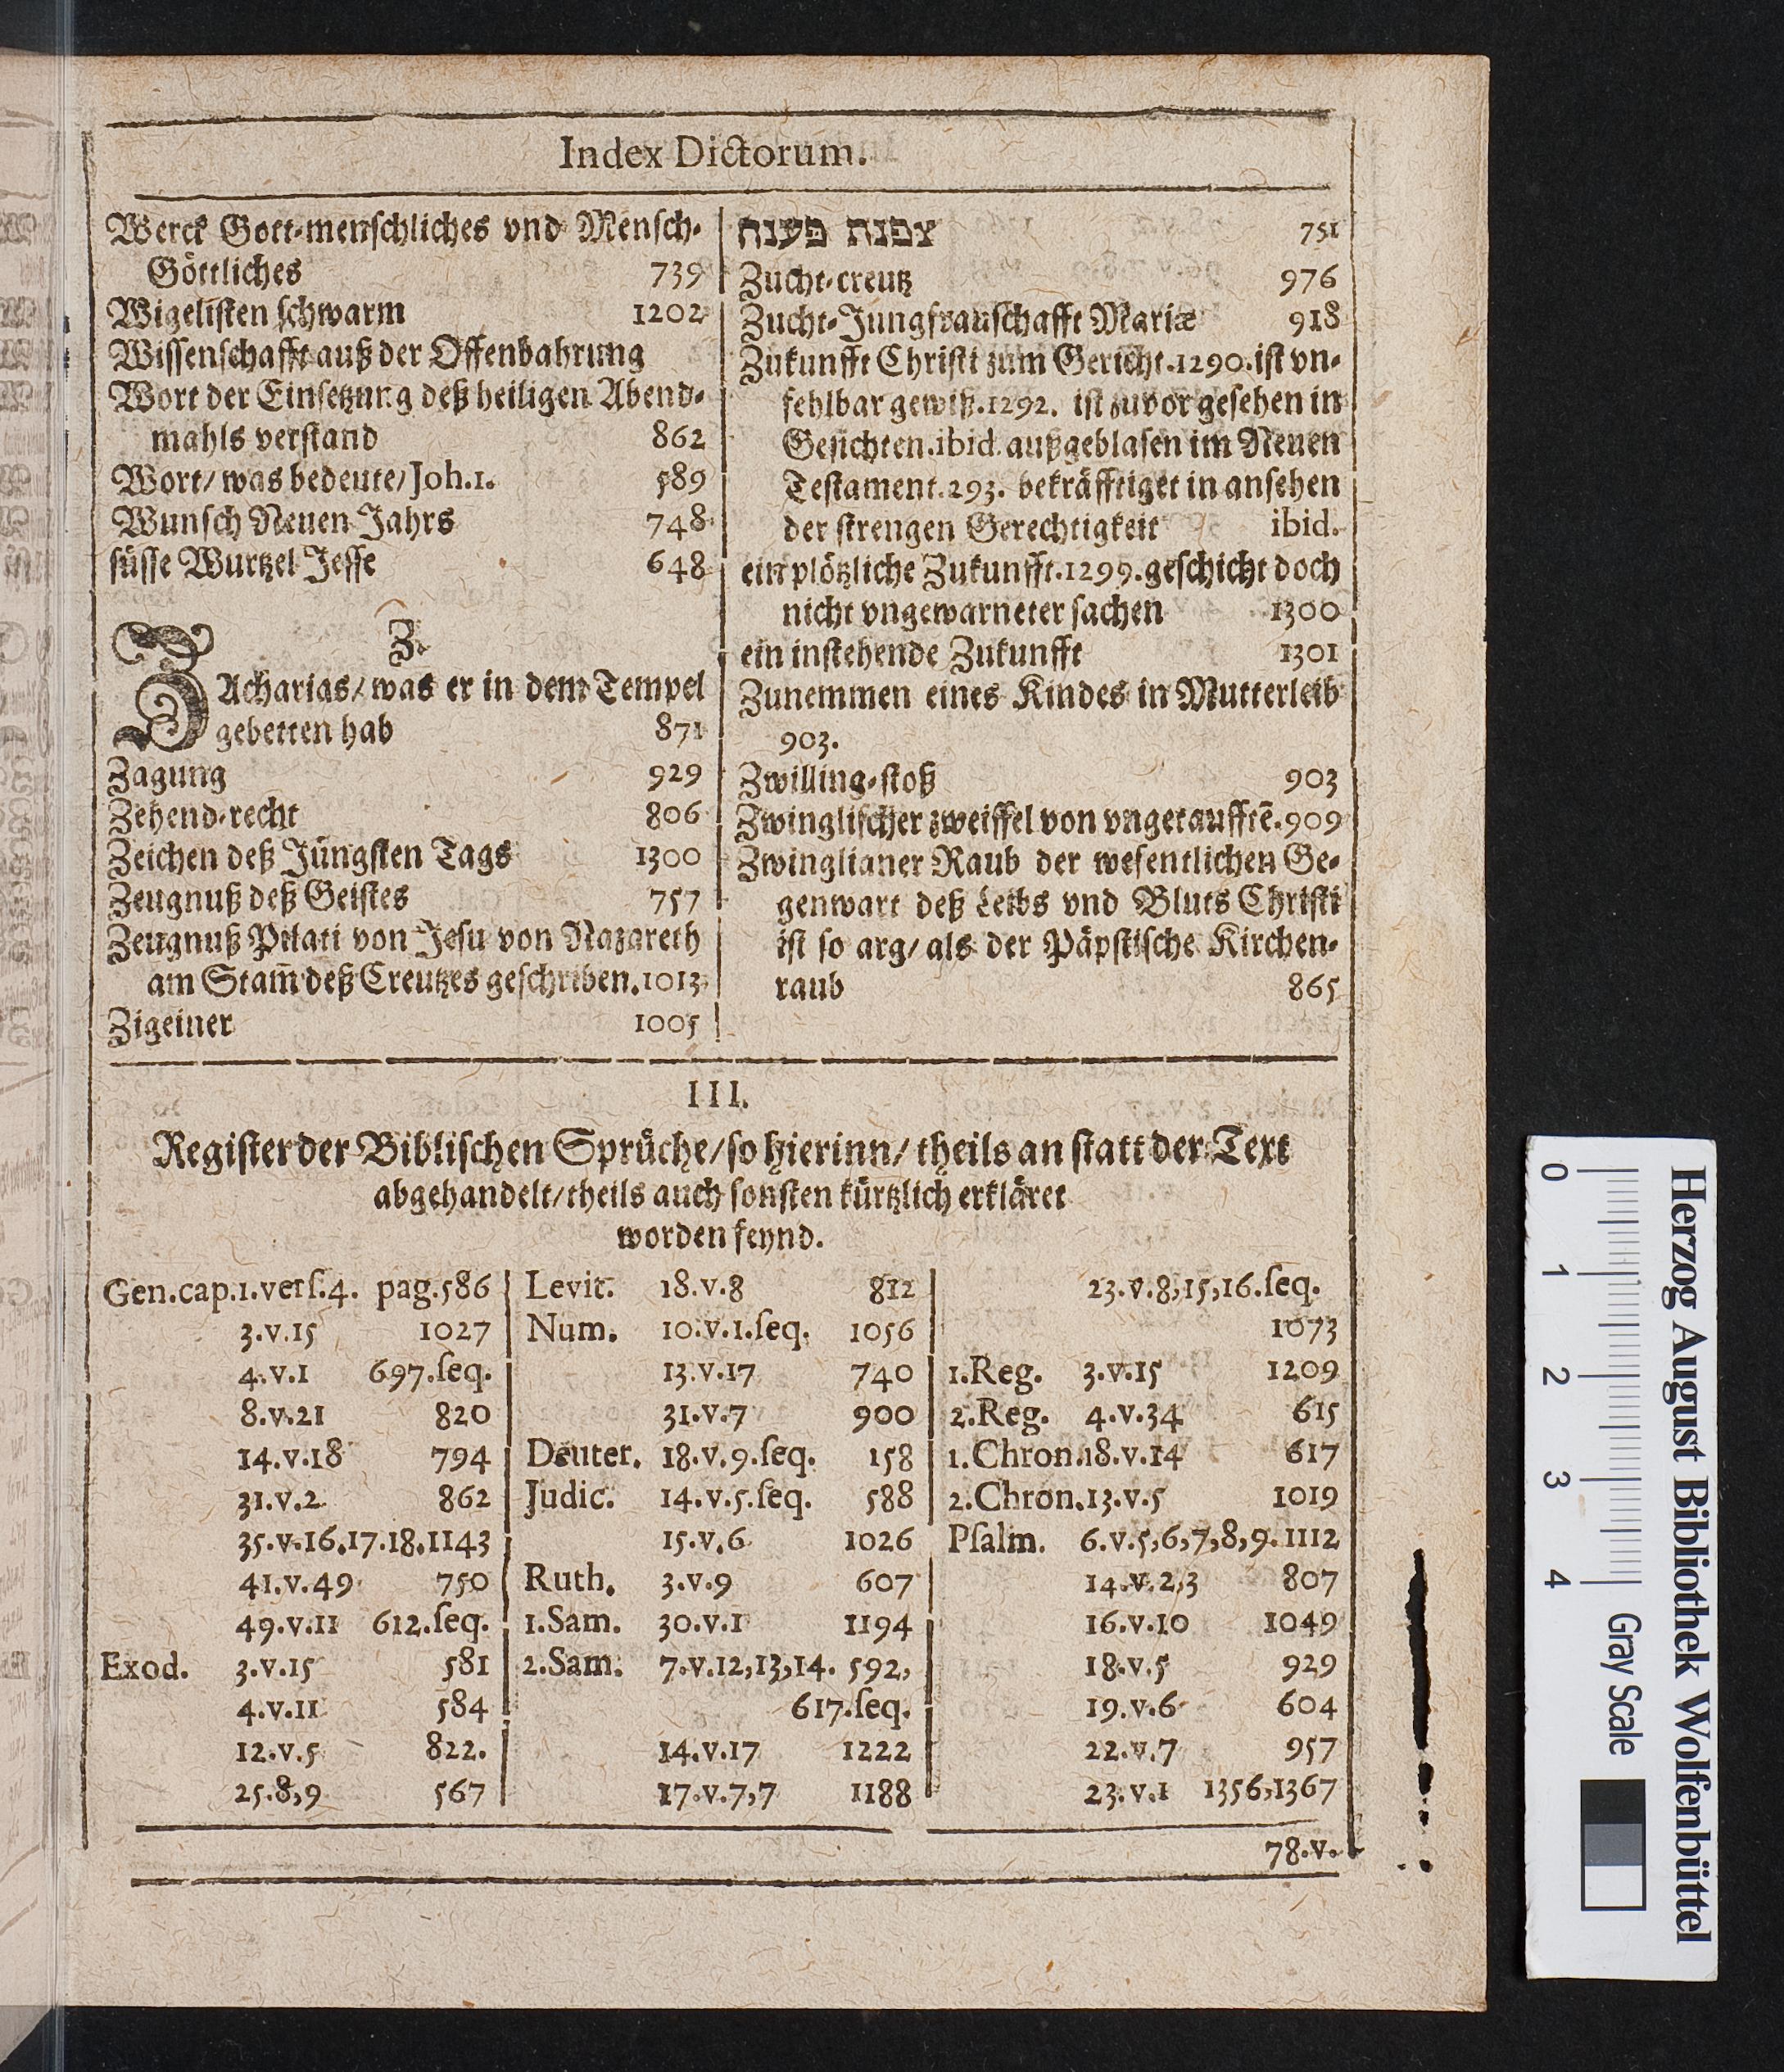 Index Dictorum.
Werck Gott-menschliches vnd Mensch-
Göttliches 739
Wigelisten schwarm 1202
Wissenschafft auß der Offenbahrung
Wort der Einsetzung deß heiligen Abend-
mahls verstand 862
Wort/ was bedeute/ Joh.1. 589
Wunsch Neuen Jahrs 748
süsse Wurtzel Jesse 648
Z.
ZAcharias/ was er in dem Tempel
gebetten hab 871
Zagung 929
Zehend-recht 806
Zeichen deß Jüngsten Tags 1300
Zeugnuß deß Geistes 757
Zeugnuß Pilati von Jesu von Nazareth
am Stam̃ deß Creutzes geschriben. 1013
Zigeiner 1005
צפנת פענח 751
Zucht-creutz 976
Zucht-Jungfrauschafft Mariæ 918
Zukunfft Christi zum Gericht. 1290. ist vn-
fehlbar gewiß. 1292. ist zuvor gesehen in
Gesichten. ibid. außgeblasen im Neuen
Testament. 293. bekräfftiget in ansehen
der strengen Gerechtigkeit ibid.
ein plötzliche Zukunfft. 1299. geschicht doch
nicht vngewarneter sachen 1300
ein instehende Zukunfft 1301
Zunemmen eines Kindes in Mutterleib
903.
Zwilling-stoß 903
Zwinglischer zweiffel von vngetaufftẽ. 909
Zwinglianer Raub der wesentlichen Ge-
genwart deß Leibs vnd Bluts Christi
ist so arg/ als der Päpstische Kirchen-
raub 865
III.
Register der Biblischen Sprüche/ so hierinn/ theils an statt der Text
abgehandelt/ theils auch sonsten kürtzlich erkläret
worden seynd.
Gen. cap.1. vers.4. pag.586
3.v.15 1027
4.v.1 697.seq.
8.v.21 820
14.v.18 794
31.v.2 862
35.v.16.17.18. 1143
41.v.49 750
49.v.11 612.seq.
Exod. 3.v.15 581
4.v.11 584
12.v.5 822.
25.8,9 567
Levit. 18.v.8 812
Num. 10.v.1.seq. 1056
13.v.17 740
31.v.7 900
Deuter. 18.v.9.seq. 158
Judic. 14.v.5.seq. 588
15.v.6 1026
Ruth. 3.v.9 607
1.Sam. 30.v.1 1194
2.Sam. 7.v.12,13,14. 592,
617.seq.
14.v.17 1222
17.v.7,7 1188
23.v.8,15,16.seq.
1073
1.Reg. 3.v.15 1209
2.Reg. 4.v.34 615
1.Chron. 18.v.14 617
2.Chron. 13.v.5 1019
Psalm. 6.v.5,6,7,8,9. 1112
14.v.2,3 807
16.v.10 1049
18.v.5 929
19.v.6 604
22.v.7 957
23.v.1 1356,1367
78.v.
Herzog August Bibliothek Wolfenbüttel
0 1 2 3 4 Gray Scale